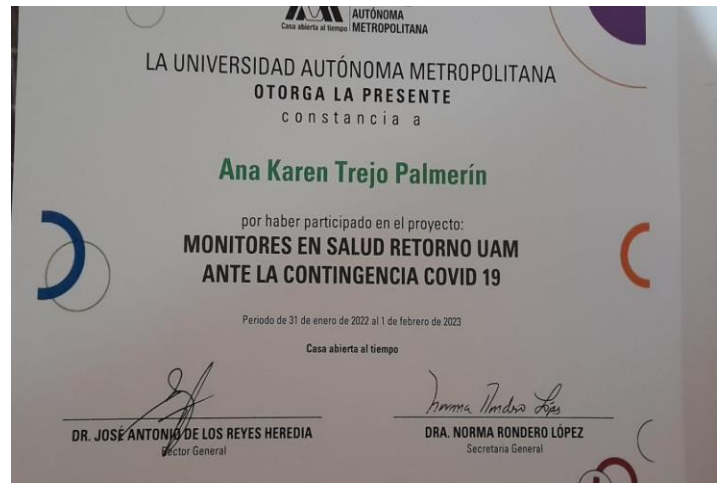 AUTÓNOMA
Casa abierta al tiempo METROPOLITANA
LA UNIVERSIDAD AUTÓNOMA METROPOLITANA
OTORGA LA PRESENTE
constancia a
Ana Karen Trejo Palmerín
por haber participado en el proyecto:
MONITORES EN SALUD RETORNO UAM
ANTE LA CONTINGENCIA COVID 19
Periodo de 31 de enero de 2022 al 1 de febrero de 2023
Casa abierta al tiempo
Norma Rondero López
DR. JOSÉ ANTONIO DE LOS REYES HEREDIA
Rector General
DRA. NORMA RONDERO LÓPEZ
Secretaria General